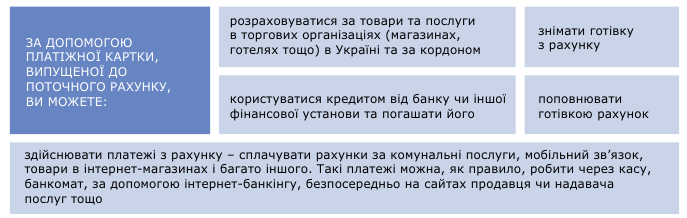 ЗА ДОПОМОГОЮ
ПЛАТІЖНОЇ КАРТКИ,
ВИПУЩЕНОЇ ДО
ПОТОЧНОГО РАХУНКУ,
ВИ МОЖЕТЕ:
розраховуватися за товари та послуги
в торгових організаціях (магазинах,
готелях тощо) в Україні та за кордоном
знімати готівку
з рахунку
користуватися кредитом від банку чи іншої
фінансової установи та погашати його
поповнювати
готівкою рахунок
здійснювати платежі з рахунку – сплачувати рахунки за комунальні послуги, мобільний зв’язок,
товари в інтернет-магазинах і багато іншого. Такі платежі можна, як правило, робити через касу,
банкомат, за допомогою інтернет-банкінгу, безпосередньо на сайтах продавця чи надавача
послуг тощо